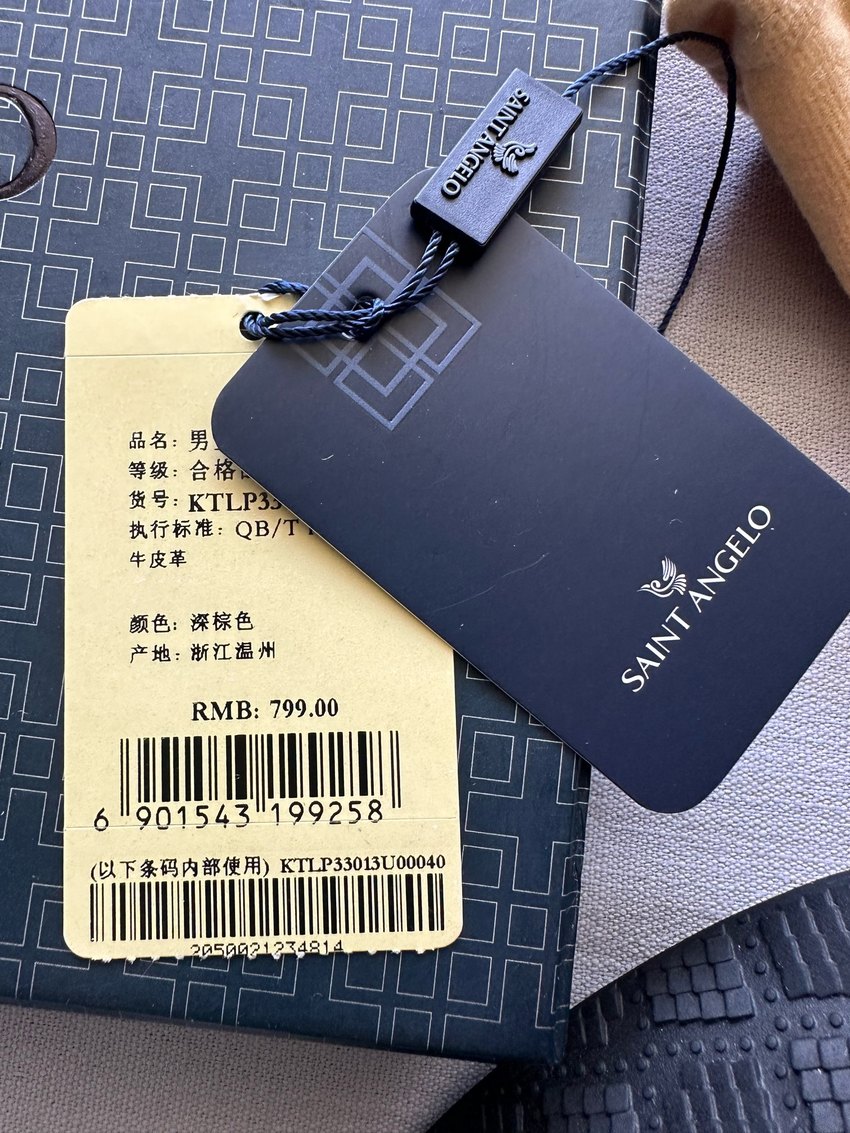 SAINT ANGELO
品名：男
等级：合格
货号：KTLP33
执行标准：QB/T
牛皮革
颜色：深棕色
产地：浙江温州
RMB: 799.00
6 901543 199258
(以下条码内部使用) KTLP33013U00040
2050021234814
SAINT ANGELO